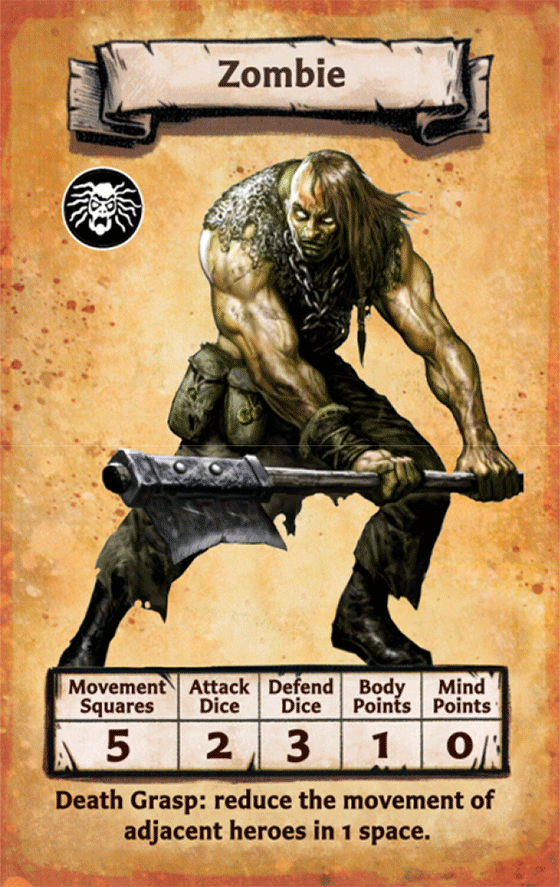 Zombie
Movement Attack Defend Body Mind
Squares Dice Dice Points Points
5 2 3 1 0
Death Grasp: reduce the movement of
adjacent heroes in 1 space.